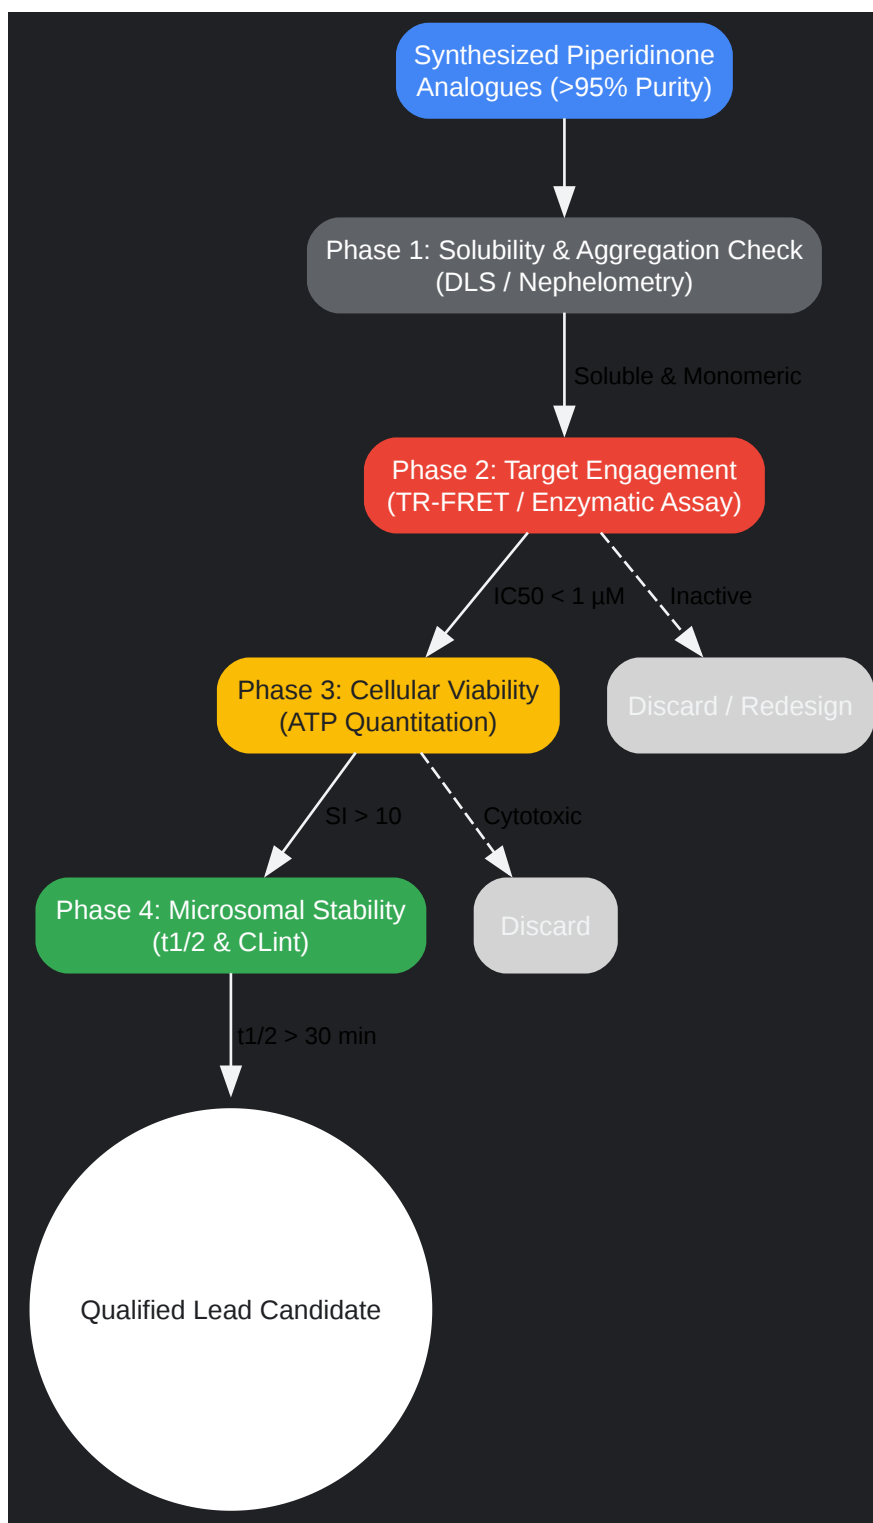 Synthesized Piperidinone
Analogues (>95% Purity)
Phase 1: Solubility & Aggregation Check
(DLS / Nephelometry)
Soluble & Monomeric
Phase 2: Target Engagement
(TR-FRET / Enzymatic Assay)
IC50 < 1 µM
Inactive
Phase 3: Cellular Viability
(ATP Quantitation)
Discard / Redesign
SI > 10
Cytotoxic
Phase 4: Microsomal Stability
(t1/2 & CLint)
Discard
t1/2 > 30 min
Qualified Lead Candidate